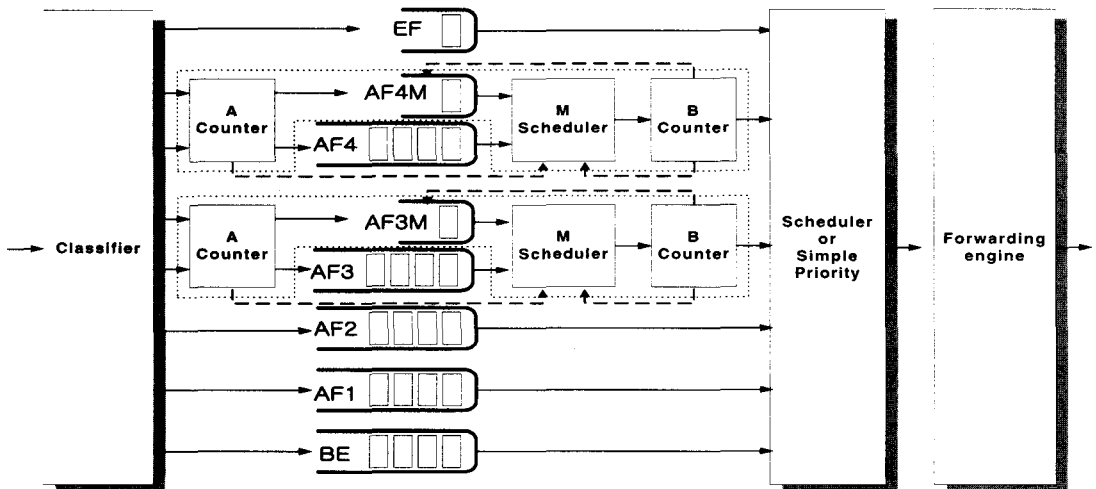 EF
AF4M
A
Counter
M
Scheduler
B
Counter
AF4
AF3M
A
Counter
M
Scheduler
B
Counter
AF3
Classifier
Scheduler
or
Simple
Priority
Forwarding
engine
AF2
AF1
BE